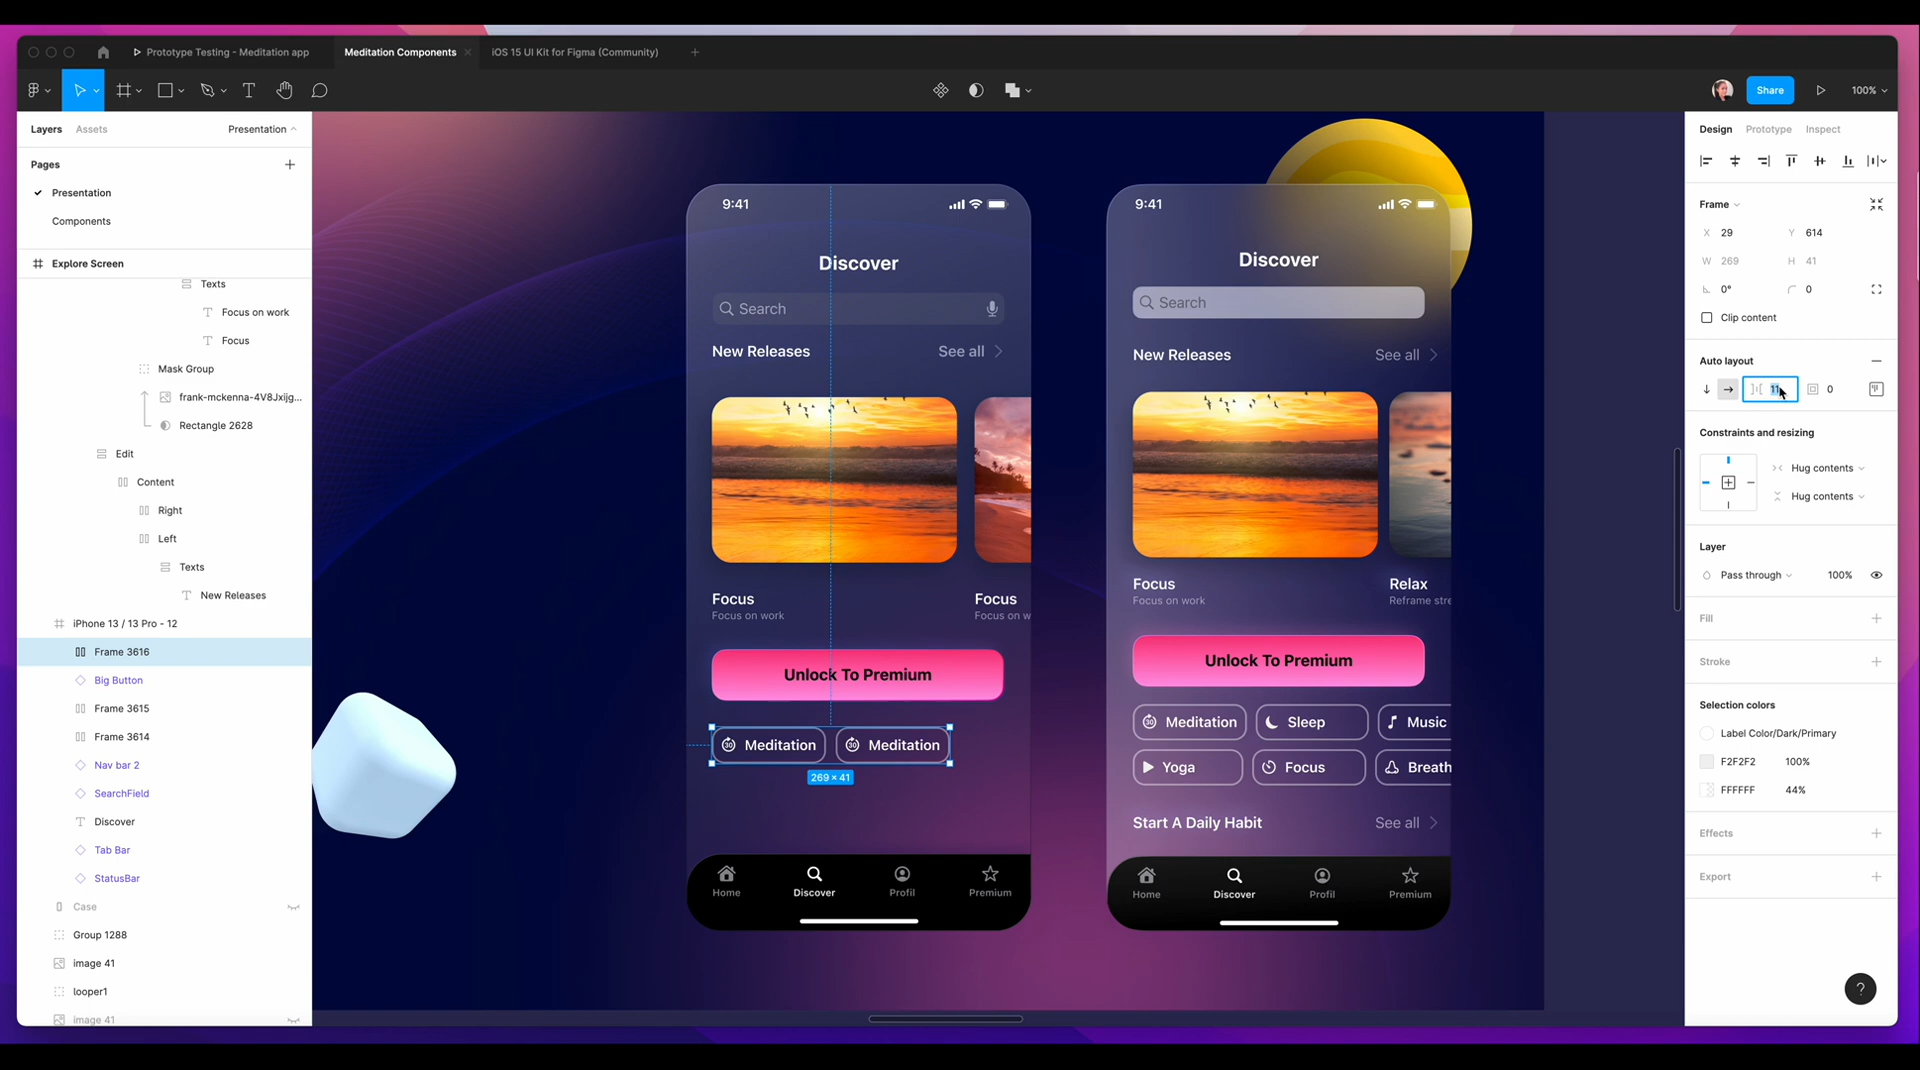 Prototype Testing - Meditation app
Meditation Components
iOS 15 UI Kit for Figma (Community)
Share
100%
Layers
Assets
Presentation
Pages
Presentation
Components
Explore Screen
Texts
Focus on work
Focus
Mask Group
frank-mckenna-4V8Jxijg...
Rectangle 2628
Edit
Content
Right
Left
Texts
New Releases
iPhone 13 / 13 Pro - 12
Frame 3616
Big Button
Frame 3615
Frame 3614
Nav bar 2
SearchField
Discover
Tab Bar
StatusBar
Case
Group 1288
image 41
looper1
image 41
9:41
Discover
Search
New Releases
See all
Focus
Focus on work
Focus
Focus on w
Unlock To Premium
30 Meditation
30 Meditation
269 × 41
Home
Discover
Profil
Premium
9:41
Discover
Search
New Releases
See all
Focus
Focus on work
Relax
Reframe stre
Unlock To Premium
30 Meditation
Sleep
Music
Yoga
Focus
Breath
Start A Daily Habit
See all
Home
Discover
Profil
Premium
Design
Prototype
Inspect
Frame
X 29
Y 614
W 269
H 41
0°
0
Clip content
Auto layout
11
0
Constraints and resizing
Hug contents
Hug contents
Layer
Pass through
100%
Fill
Stroke
Selection colors
Label Color/Dark/Primary
F2F2F2 100%
FFFFFF 44%
Effects
Export
?